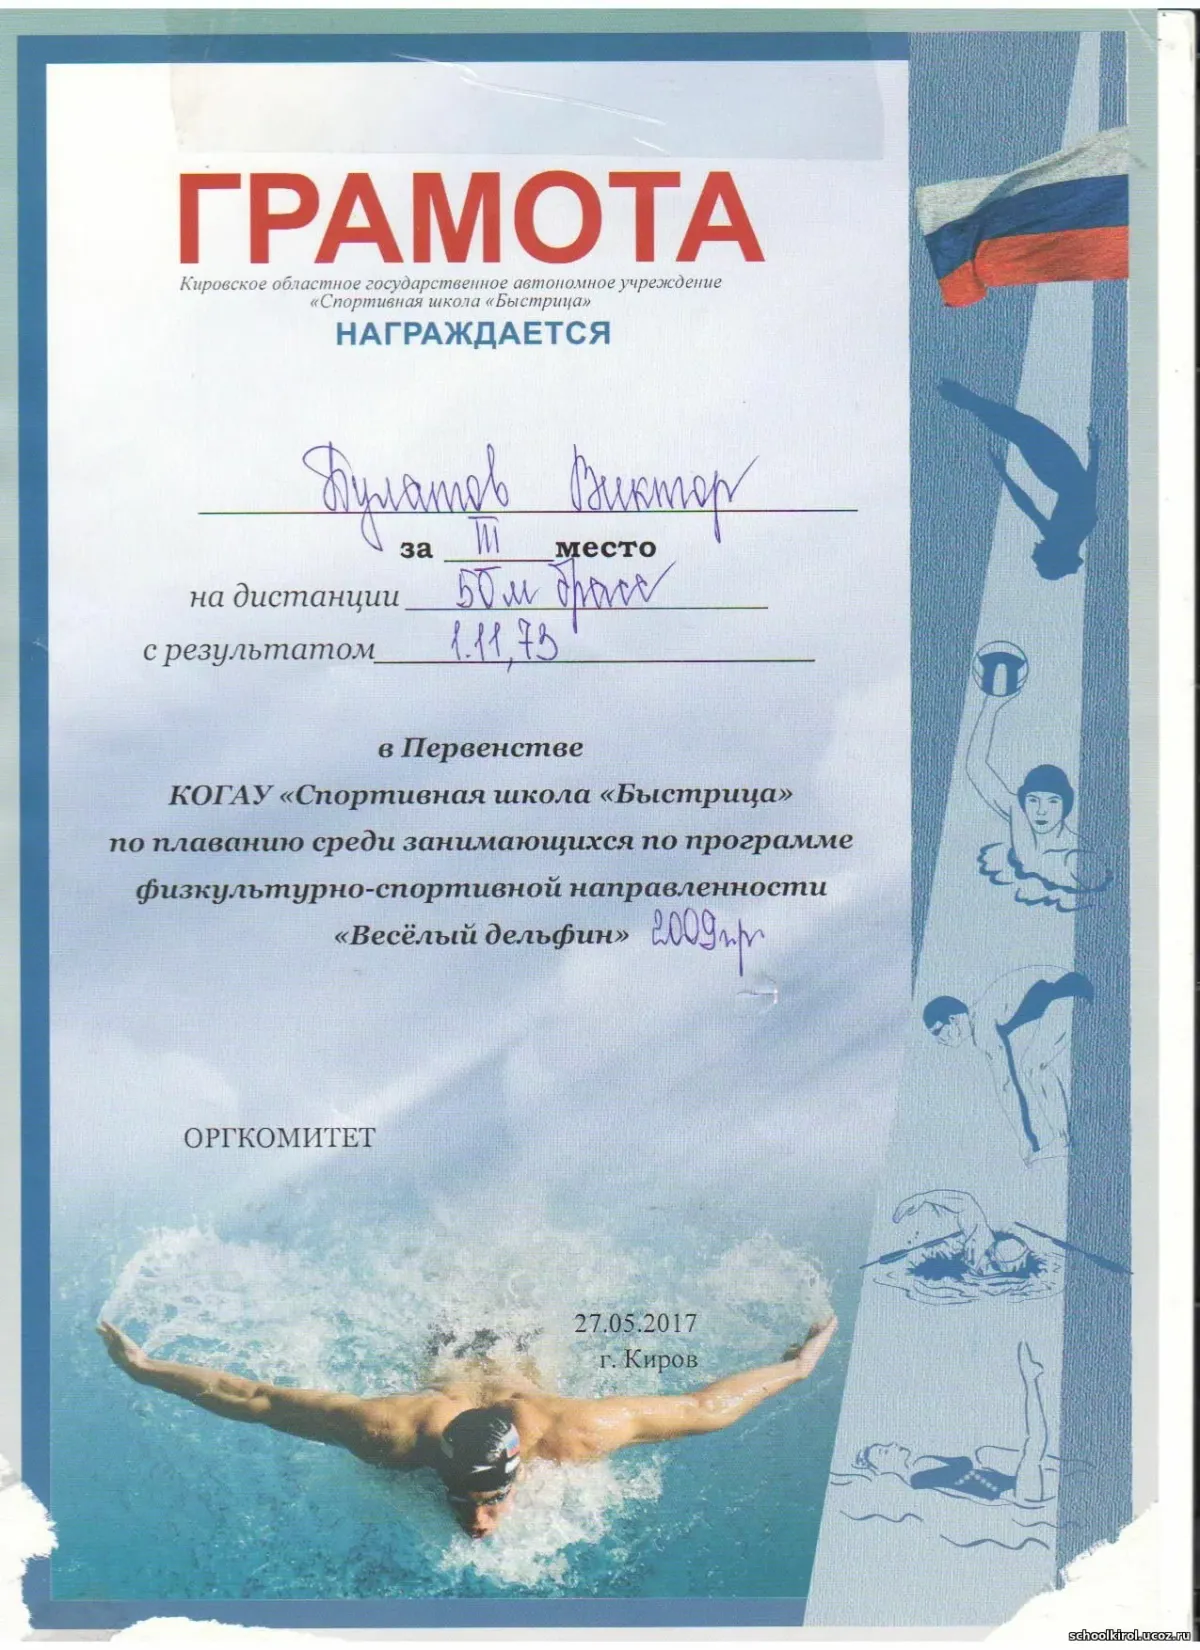 ГРАМОТА
Кировское областное государственное автономное учреждение
«Спортивная школа «Быстрица»
НАГРАЖДАЕТСЯ
Булатов Виктор
за III место
на дистанции 50м брасс
с результатом 1.11,73
в Первенстве
КОГАУ «Спортивная школа «Быстрица»
по плаванию среди занимающихся по программе
физкультурно-спортивной направленности
«Весёлый дельфин» 2009гр
ОРГКОМИТЕТ
27.05.2017
г. Киров
schoolkirol.ucoz.ru